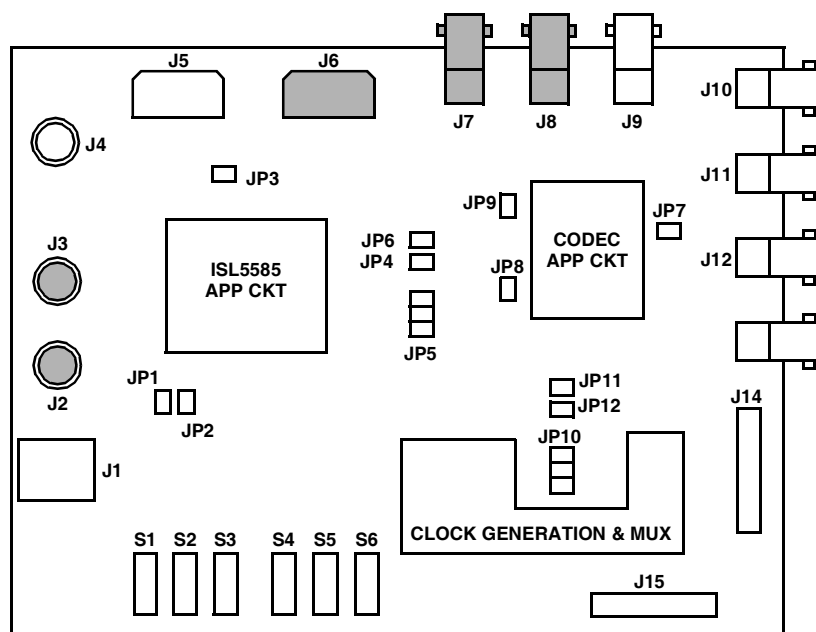 J5
J6
J7
J8
J9
J10
J4
JP3
J11
JP9
JP7
J3
JP6
JP4
ISL5585
APP CKT
CODEC
APP CKT
J12
JP8
JP5
JP1
J2
JP2
JP11
JP12
J14
JP10
J1
CLOCK GENERATION & MUX
S1
S2
S3
S4
S5
S6
J15